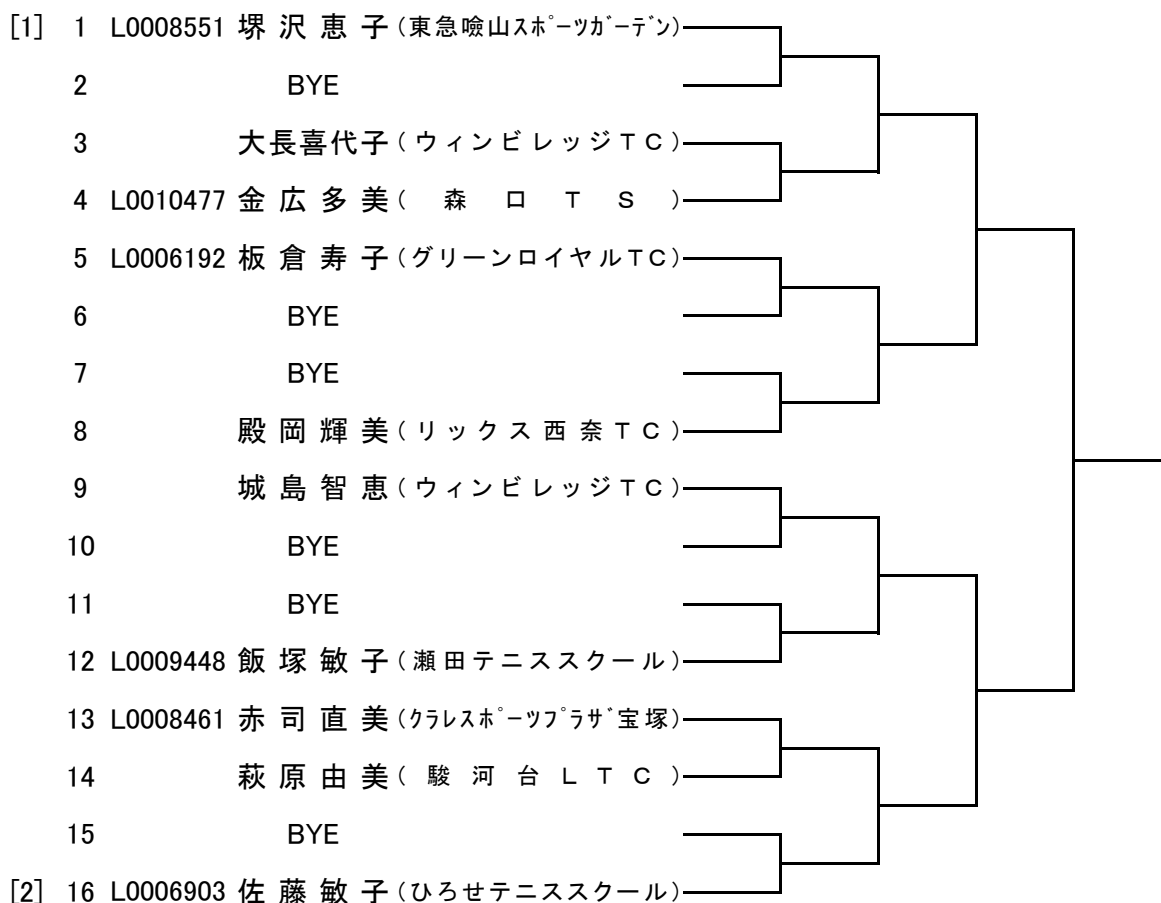 [1] 1 L0008551 堺沢恵子(東急嶮山ｽﾎﾟｰﾂｶﾞｰﾃﾞﾝ)
2 BYE
3 大長喜代子(ウィンビレッジＴＣ)
4 L0010477 金広多美(森口ＴＳ)
5 L0006192 板倉寿子(グリーンロイヤルＴＣ)
6 BYE
7 BYE
8 殿岡輝美(リックス西奈ＴＣ)
9 城島智恵(ウィンビレッジＴＣ)
10 BYE
11 BYE
12 L0009448 飯塚敏子(瀬田テニススクール)
13 L0008461 赤司直美(ｸﾗﾚｽﾎﾟｰﾂﾌﾟﾗｻﾞ宝塚)
14 萩原由美(駿河台ＬＴＣ)
15 BYE
[2] 16 L0006903 佐藤敏子(ひろせテニススクール)